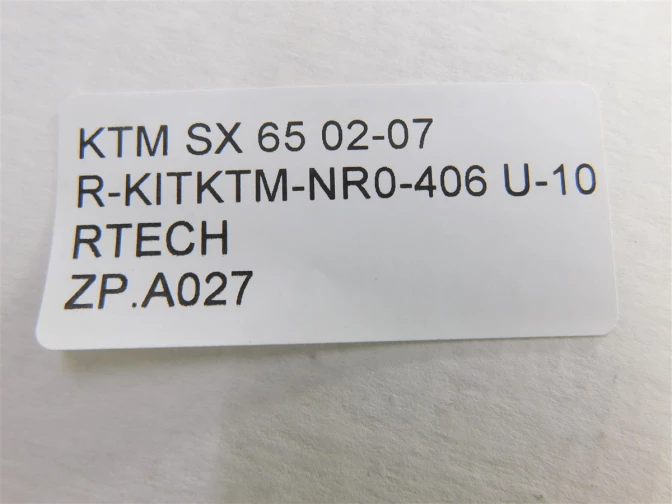 KTM SX 65 02-07
R-KITKTM-NR0-406 U-10
RTECH
ZP.A027